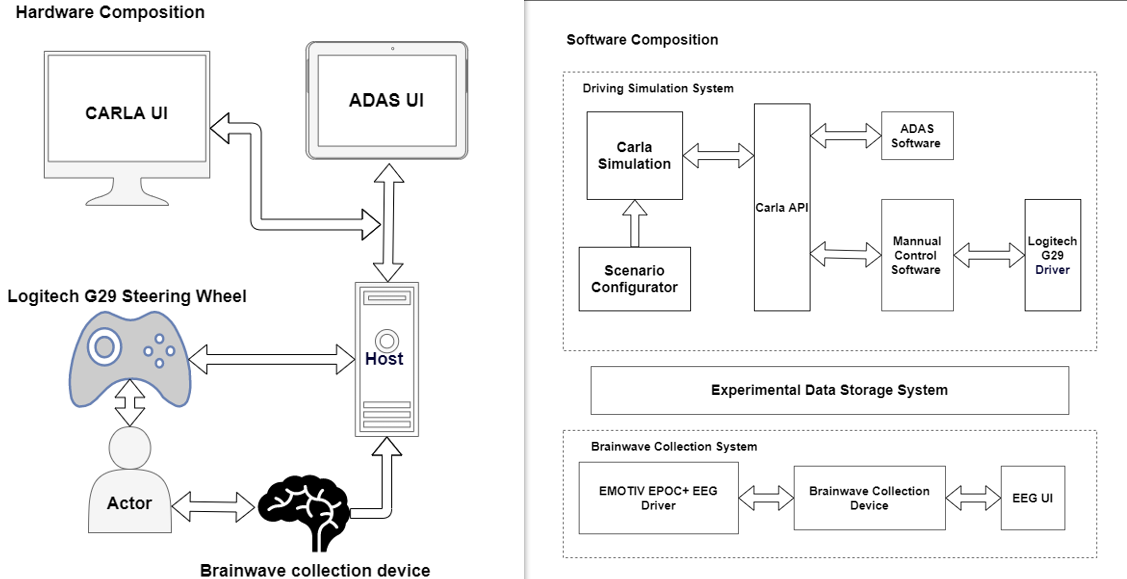 Hardware Composition
CARLA UI
ADAS UI
Logitech G29 Steering Wheel
Host
Actor
Brainwave collection device
Software Composition
Driving Simulation System
Carla
Simulation
Scenario
Configurator
Carla API
ADAS
Software
Mannual
Control
Software
Logitech
G29
Driver
Experimental Data Storage System
Brainwave Collection System
EMOTIV EPOC+ EEG
Driver
Brainwave Collection
Device
EEG UI